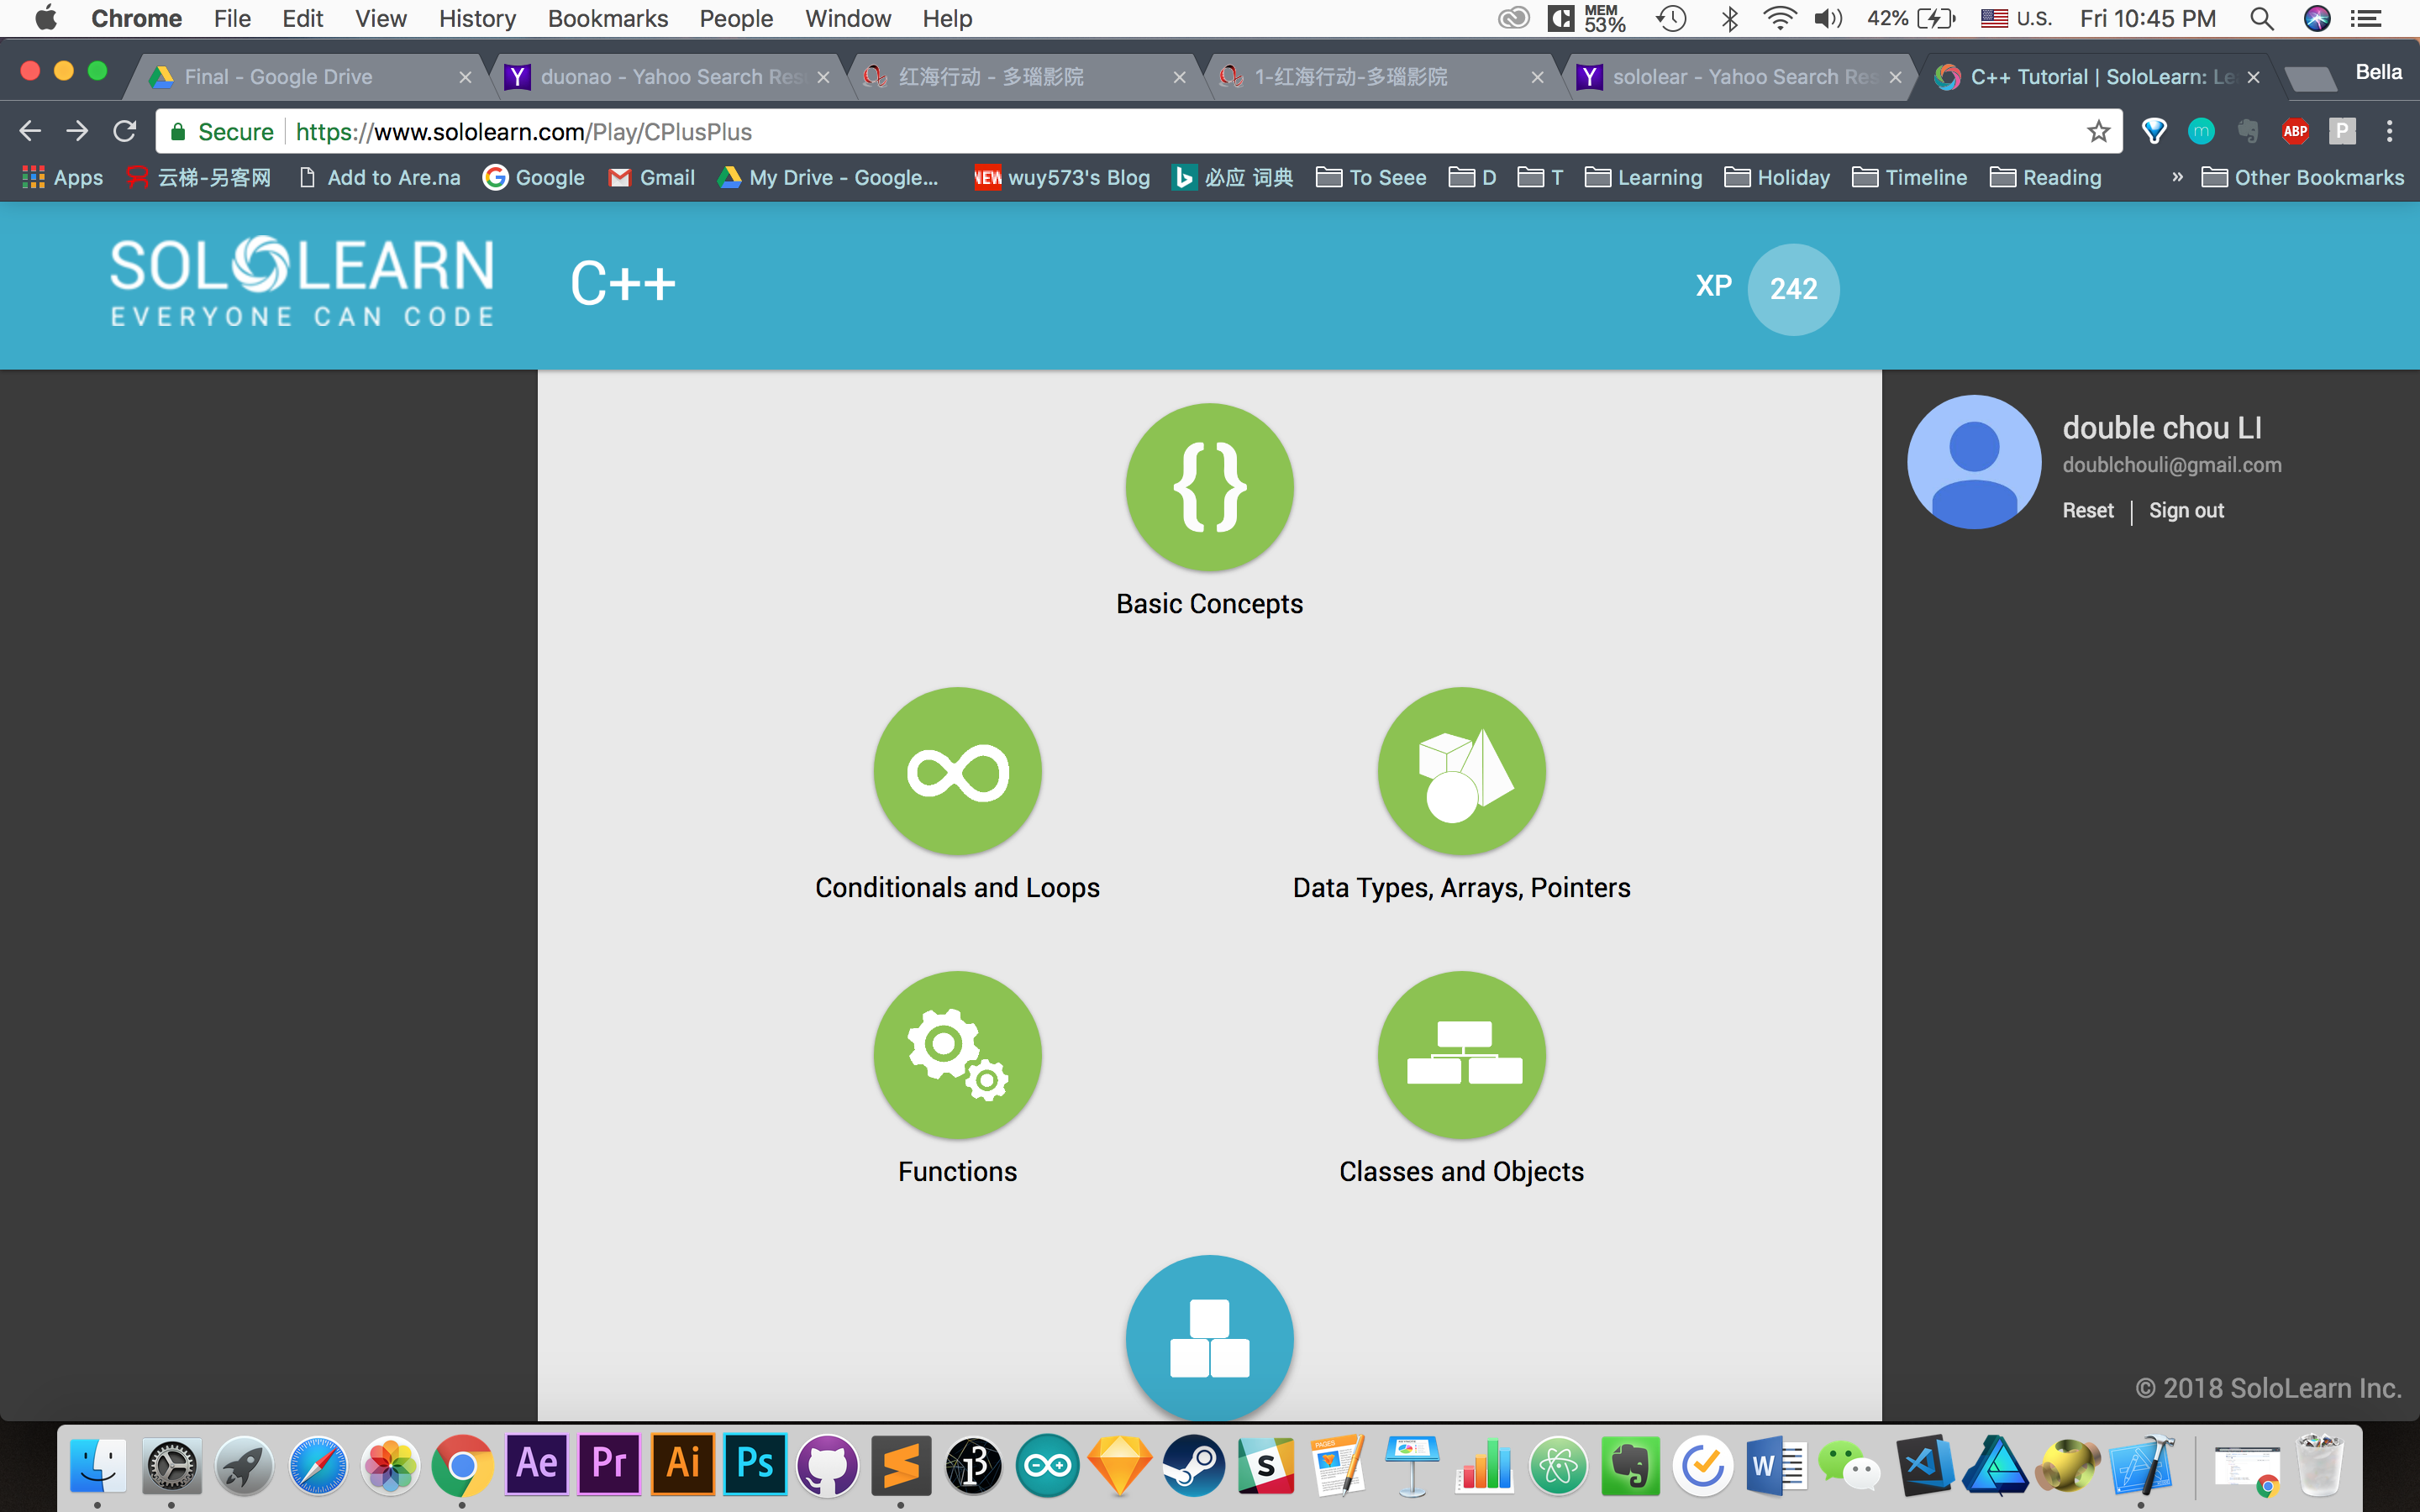 Chrome File Edit View History Bookmarks People Window Help MEM 53% 42% U.S. Fri 10:45 PM
Final - Google Drive duonao - Yahoo Search Res 红海行动 - 多瑙影院 1-红海行动-多瑙影院 sololear - Yahoo Search Res C++ Tutorial | SoloLearn: Le Bella
Secure https://www.sololearn.com/Play/CPlusPlus ABP P
Apps 云梯-另客网 Add to Are.na Google Gmail My Drive - Google... NEW wuy573's Blog 必应 词典 To Seee D T Learning Holiday Timeline Reading » Other Bookmarks
SOLOLEARN
EVERYONE CAN CODE
C++
XP 242
double chou LI
doublchouli@gmail.com
Reset | Sign out
Basic Concepts
Conditionals and Loops
Data Types, Arrays, Pointers
Functions
Classes and Objects
© 2018 SoloLearn Inc.
Ae Pr Ai Ps S PAGES W